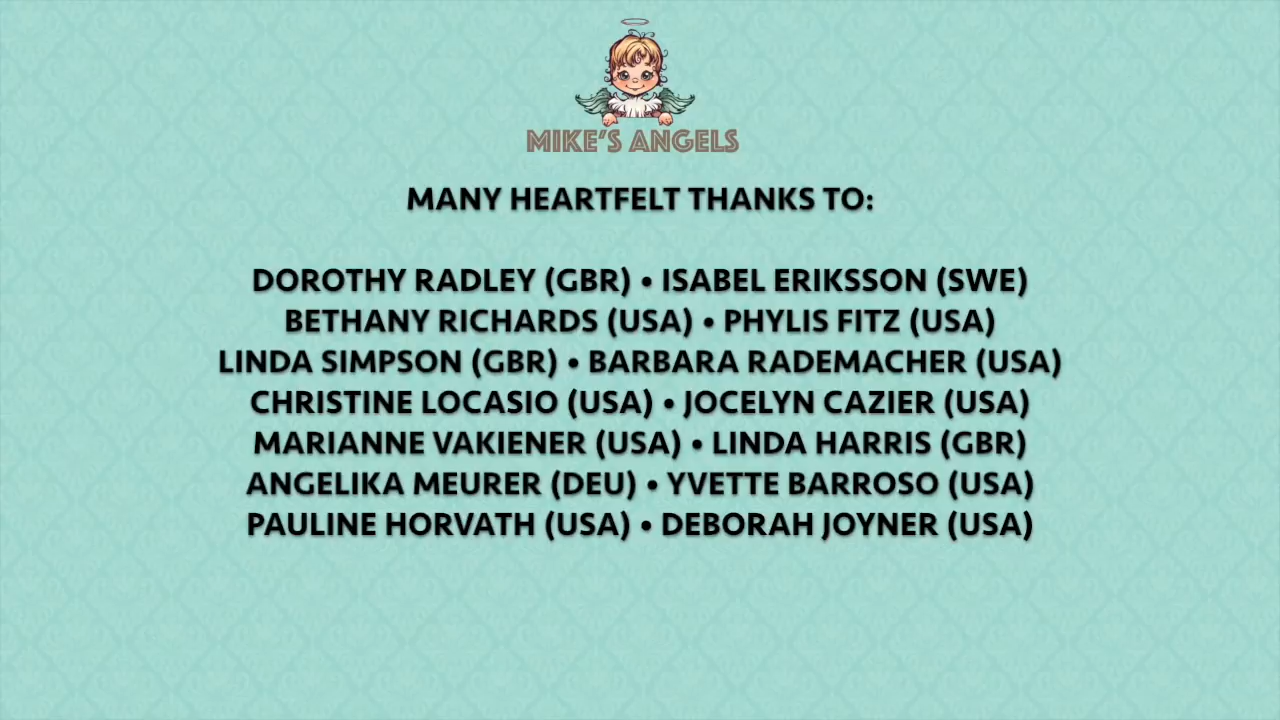 MIKE'S ANGELS
MANY HEARTFELT THANKS TO:
DOROTHY RADLEY (GBR) • ISABEL ERIKSSON (SWE)
BETHANY RICHARDS (USA) • PHYLIS FITZ (USA)
LINDA SIMPSON (GBR) • BARBARA RADEMACHER (USA)
CHRISTINE LOCASIO (USA) • JOCELYN CAZIER (USA)
MARIANNE VAKIENER (USA) • LINDA HARRIS (GBR)
ANGELIKA MEURER (DEU) • YVETTE BARROSO (USA)
PAULINE HORVATH (USA) • DEBORAH JOYNER (USA)